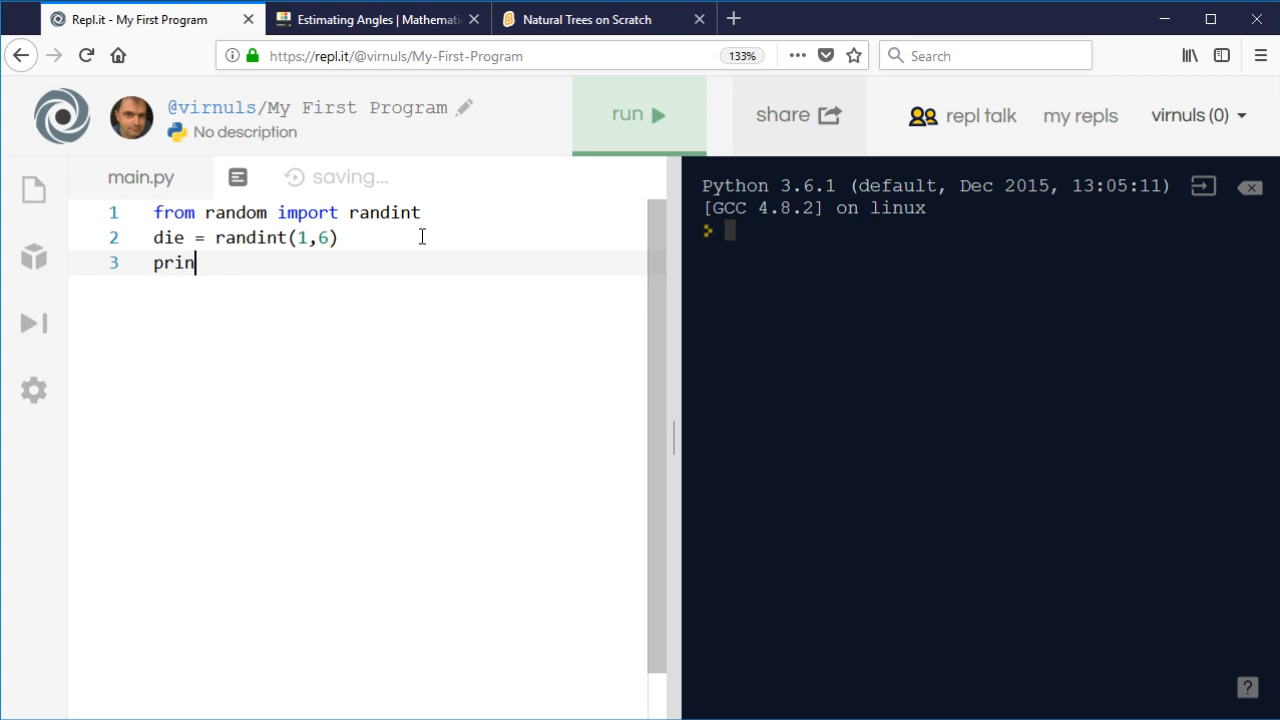 Repl.it - My First Program
Estimating Angles | Mathemati
Natural Trees on Scratch
https://repl.it/@virnuls/My-First-Program
133%
Search
@virnuls/My First Program
No description
run
share
repl talk
my repls
virnuls (0)
main.py
saving...
1 from random import randint
2 die = randint(1,6)
3 prin
Python 3.6.1 (default, Dec 2015, 13:05:11)
[GCC 4.8.2] on linux
?